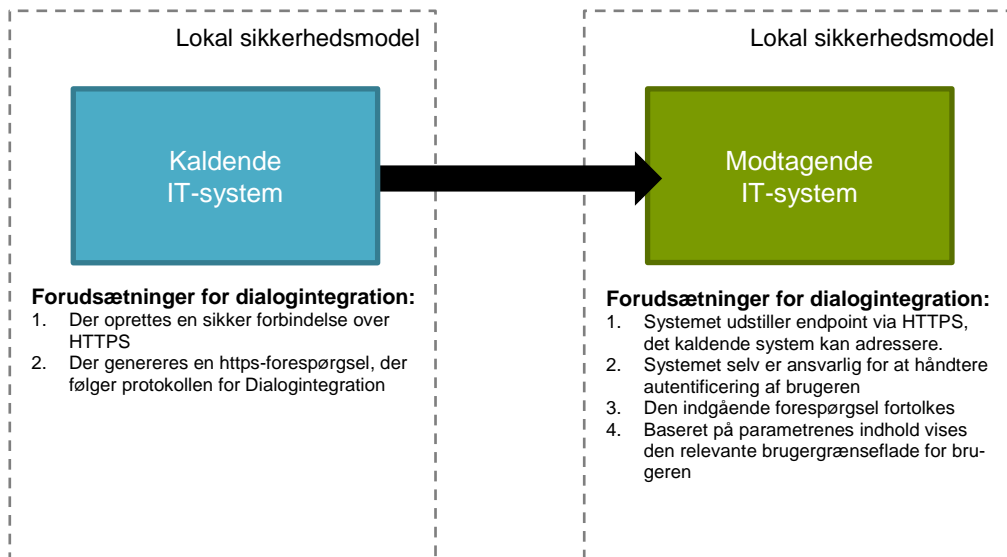 Lokal sikkerhedsmodel
Kaldende
IT-system
Forudsætninger for dialogintegration:
1. Der oprettes en sikker forbindelse over
HTTPS
2. Der genereres en https-forespørgsel, der
følger protokollen for Dialogintegration
Lokal sikkerhedsmodel
Modtagende
IT-system
Forudsætninger for dialogintegration:
1. Systemet udstiller endpoint via HTTPS,
det kaldende system kan adressere.
2. Systemet selv er ansvarlig for at håndtere
autentificering af brugeren
3. Den indgående forespørgsel fortolkes
4. Baseret på parametrenes indhold vises
den relevante brugergrænseflade for bru-
geren